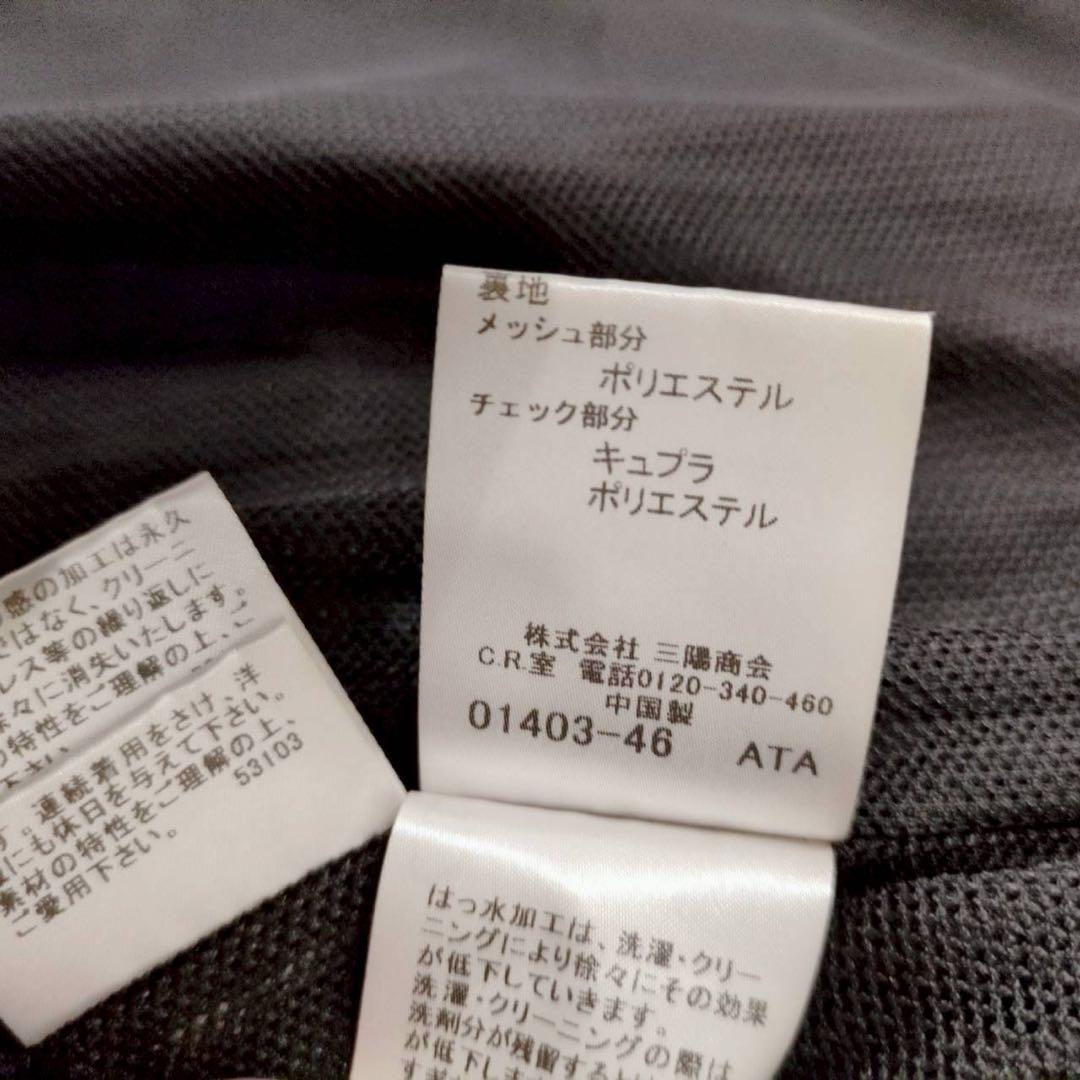 裏地
メッシュ部分
ポリエステル
チェック部分
キュプラ
ポリエステル
株式会社 三陽商会
C.R.室 電話0120-340-460
中国製
01403-46 ATA
感の加工は永久
ではなく、クリーニ
レス等の繰り返しに
々に消失いたします。
の特性をご理解の上、ご
す。連続着用をさけ、洋
にも休日を与えて下さい。
素材の特性をご理解の上、
ご愛用下さい。
53103
はっ水加工は、洗濯・クリー
ニングにより徐々にその効果
が低下していきます。
洗濯・クリーニングの際は
洗剤分が残留する
が低下しま